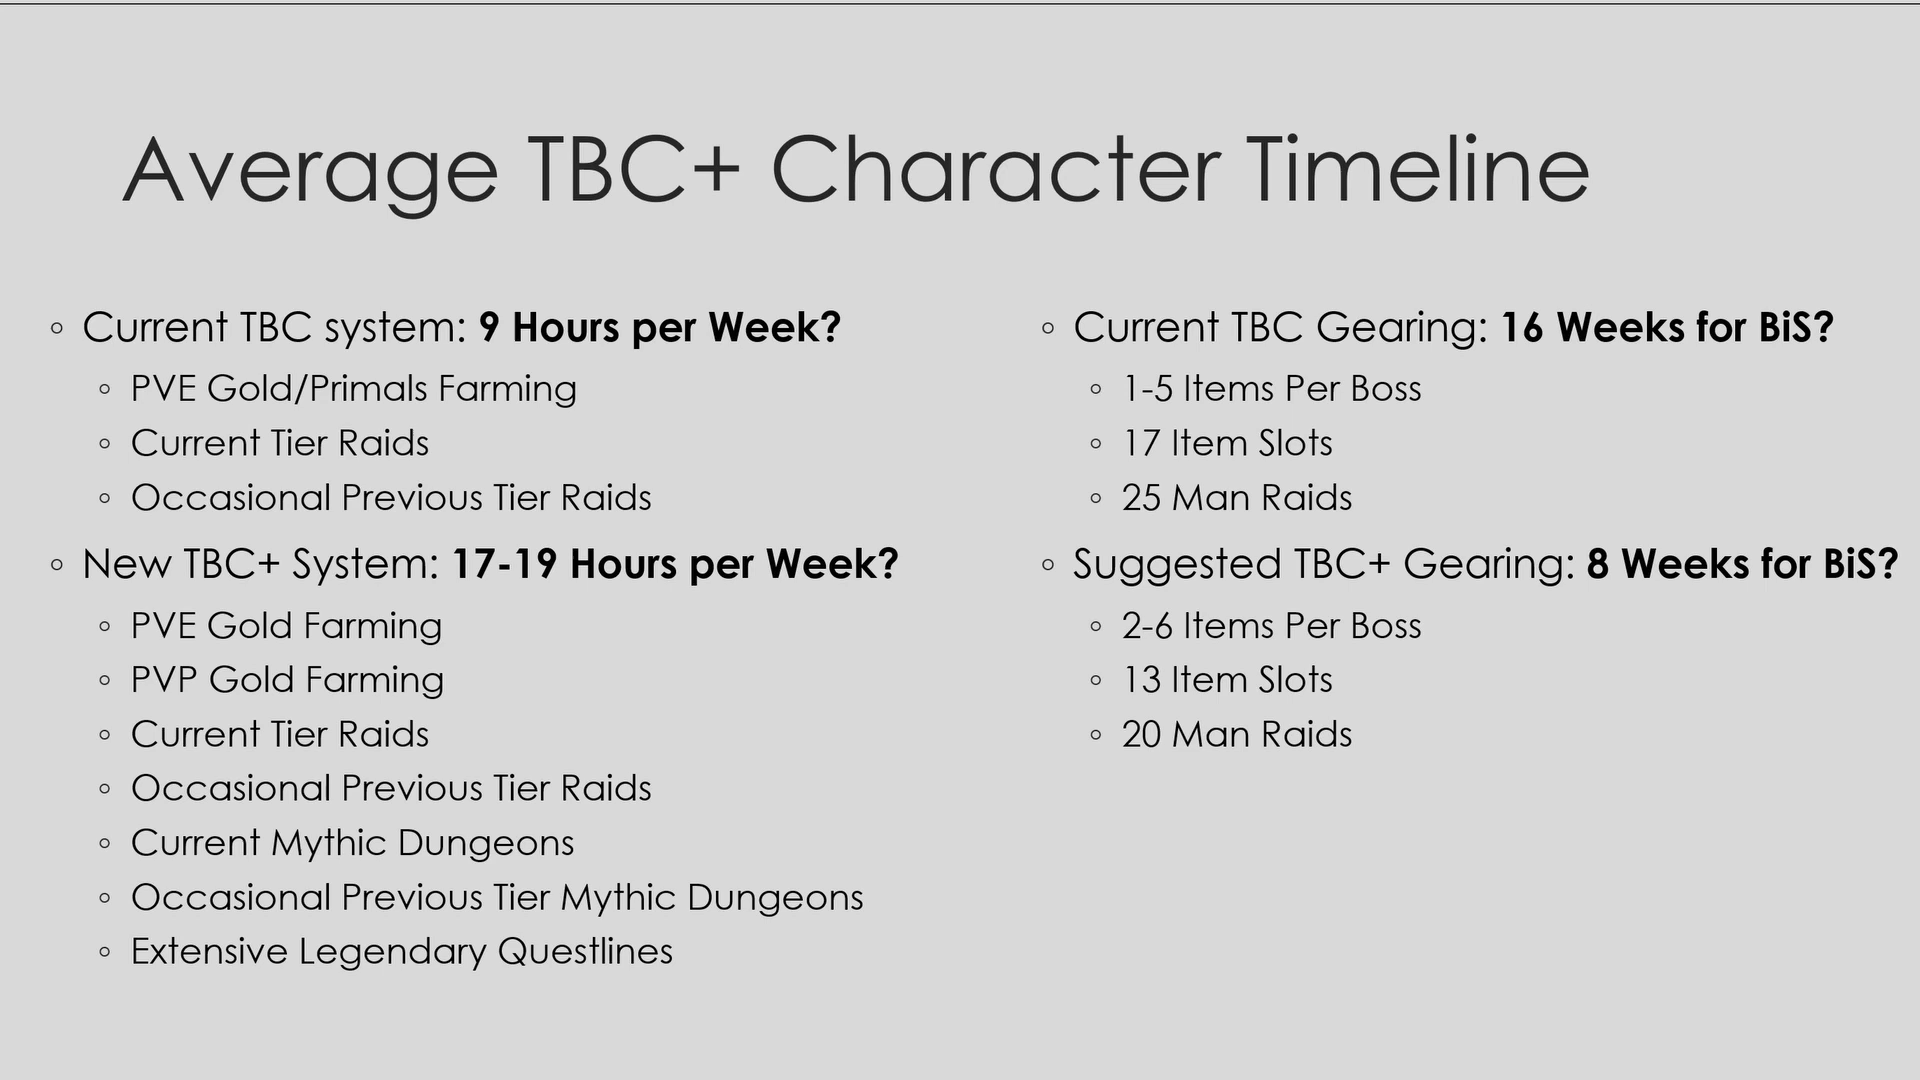 Average TBC+ Character Timeline
◦ Current TBC system: 9 Hours per Week?
◦ PVE Gold/Primals Farming
◦ Current Tier Raids
◦ Occasional Previous Tier Raids
◦ New TBC+ System: 17-19 Hours per Week?
◦ PVE Gold Farming
◦ PVP Gold Farming
◦ Current Tier Raids
◦ Occasional Previous Tier Raids
◦ Current Mythic Dungeons
◦ Occasional Previous Tier Mythic Dungeons
◦ Extensive Legendary Questlines
◦ Current TBC Gearing: 16 Weeks for BiS?
◦ 1-5 Items Per Boss
◦ 17 Item Slots
◦ 25 Man Raids
◦ Suggested TBC+ Gearing: 8 Weeks for BiS?
◦ 2-6 Items Per Boss
◦ 13 Item Slots
◦ 20 Man Raids